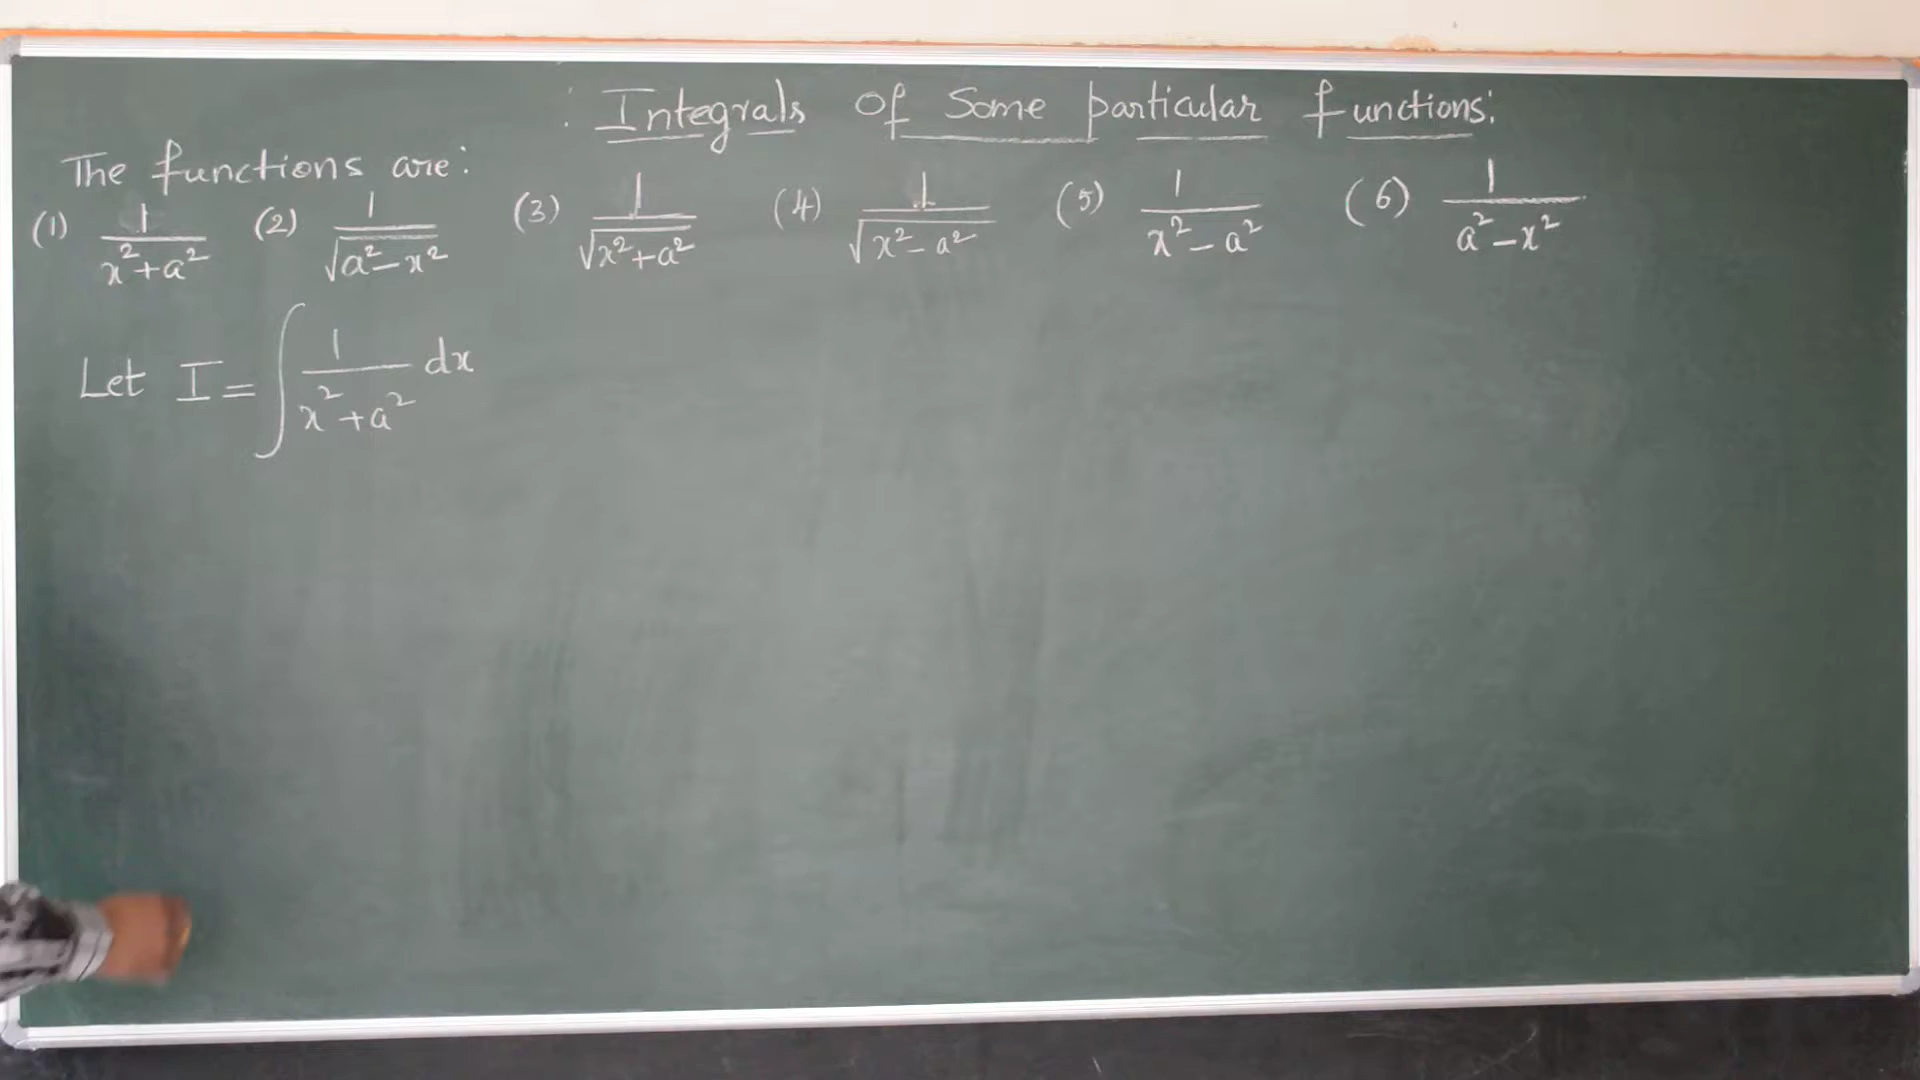 : Integrals Of Some particular functions:
The functions are:
(1) 1/(x²+a²) (2) 1/√(a²-x²) (3) 1/√(x²+a²) (4) 1/√(x²-a²) (5) 1/(x²-a²) (6) 1/(a²-x²)
Let I = ∫ 1/(x²+a²) dx